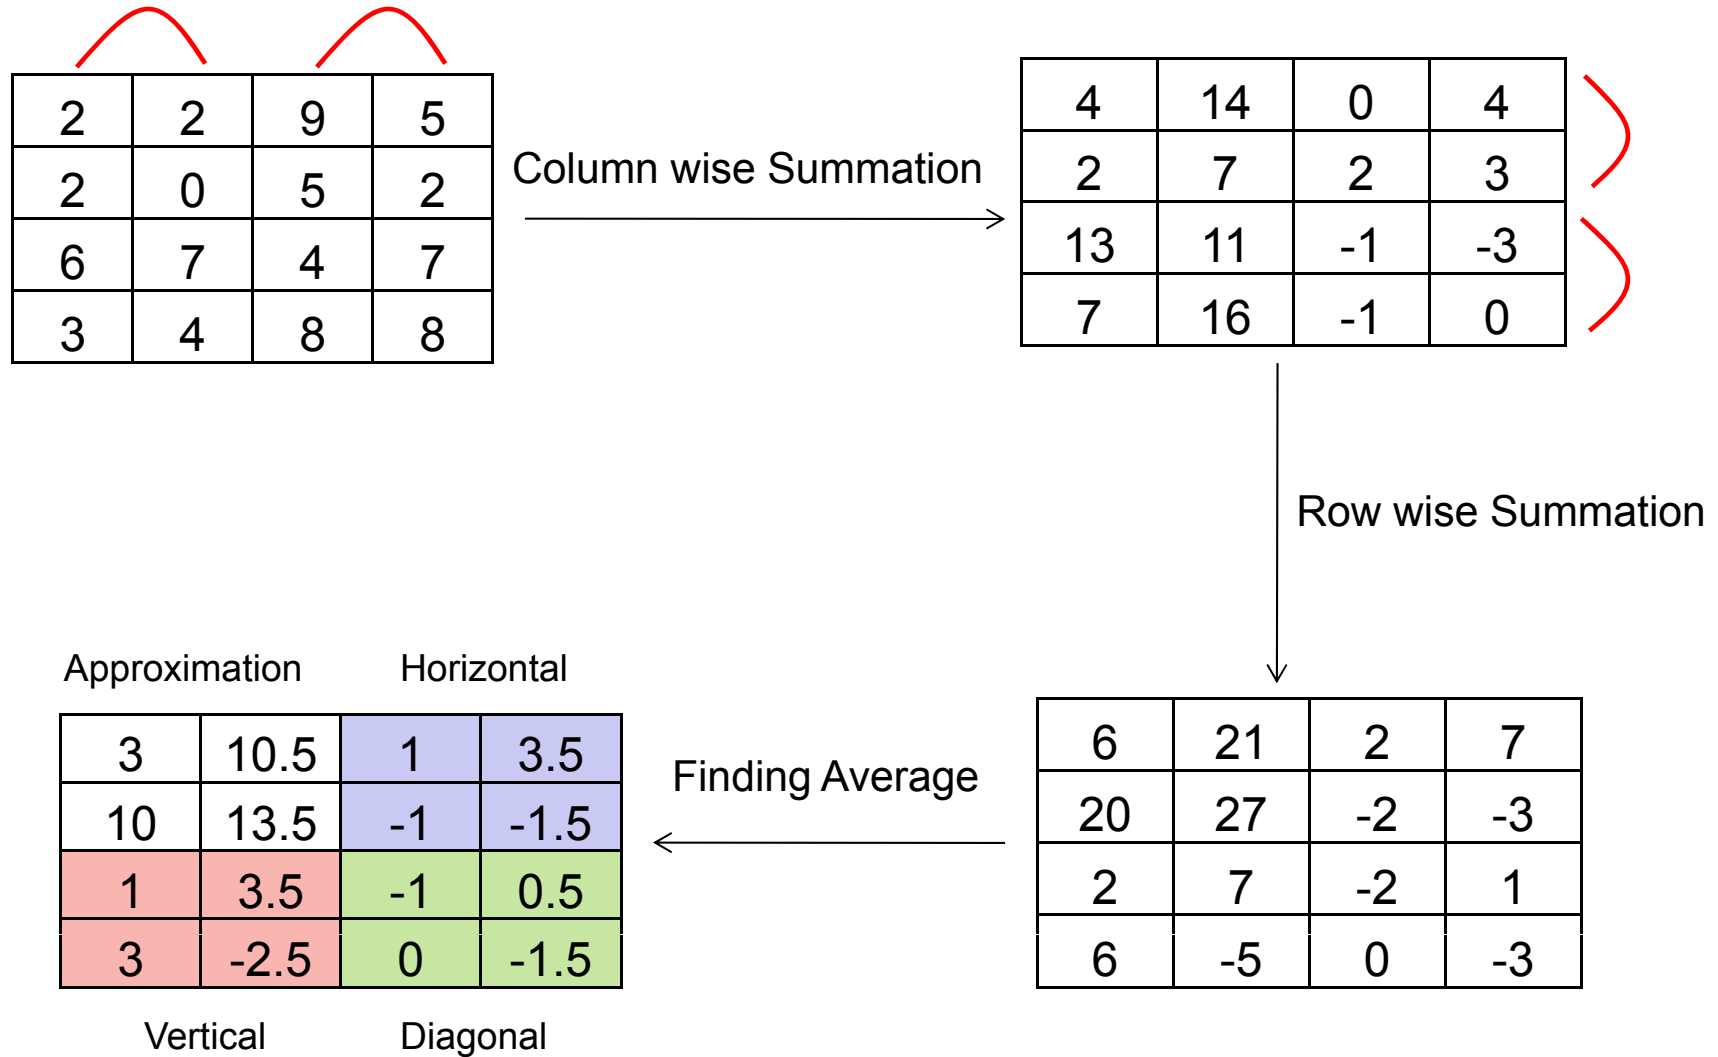 2 2 9 5
2 0 5 2
6 7 4 7
3 4 8 8
Column wise Summation
4 14 0 4
2 7 2 3
13 11 -1 -3
7 16 -1 0
Row wise Summation
6 21 2 7
20 27 -2 -3
2 7 -2 1
6 -5 0 -3
Finding Average
Approximation Horizontal
3 10.5 1 3.5
10 13.5 -1 -1.5
1 3.5 -1 0.5
3 -2.5 0 -1.5
Vertical Diagonal